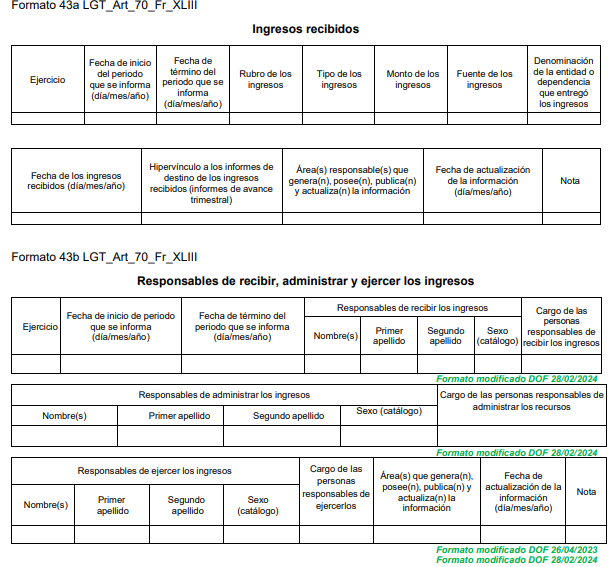 Formato 43a LGT_Art_70_Fr_XLIII
Ingresos recibidos
Ejercicio
Fecha de inicio
del periodo
que se informa
(día/mes/año)
Fecha de
término del
periodo que se
informa
(día/mes/año)
Rubro de los
ingresos
Tipo de los
ingresos
Monto de los
ingresos
Fuente de los
ingresos
Denominación
de la entidad o
dependencia
que entregó
los ingresos
Fecha de los ingresos
recibidos (día/mes/año)
Hipervínculo a los informes de
destino de los ingresos
recibidos (informes de avance
trimestral)
Área(s) responsable(s) que
genera(n), posee(n), publica(n)
y actualiza(n) la información
Fecha de actualización
de la información
(día/mes/año)
Nota
Formato 43b LGT_Art_70_Fr_XLIII
Responsables de recibir, administrar y ejercer los ingresos
Ejercicio
Fecha de inicio de periodo
que se informa
(día/mes/año)
Fecha de término del
periodo que se informa
(día/mes/año)
Responsables de recibir los ingresos
Nombre(s)
Primer
apellido
Segundo
apellido
Sexo
(catálogo)
Cargo de las
personas
responsables de
recibir los ingresos
Formato modificado DOF 28/02/2024
Responsables de administrar los ingresos
Nombre(s)
Primer apellido
Segundo apellido
Sexo (catálogo)
Cargo de las personas responsables de
administrar los recursos
Formato modificado DOF 28/02/2024
Responsables de ejercer los ingresos
Nombre(s)
Primer
apellido
Segundo
apellido
Sexo
(catálogo)
Cargo de las
personas
responsables de
ejercerlos
Área(s) que genera(n),
posee(n), publica(n) y
actualiza(n) la
información
Fecha de
actualización de la
información
(día/mes/año)
Nota
Formato modificado DOF 26/04/2023
Formato modificado DOF 28/02/2024